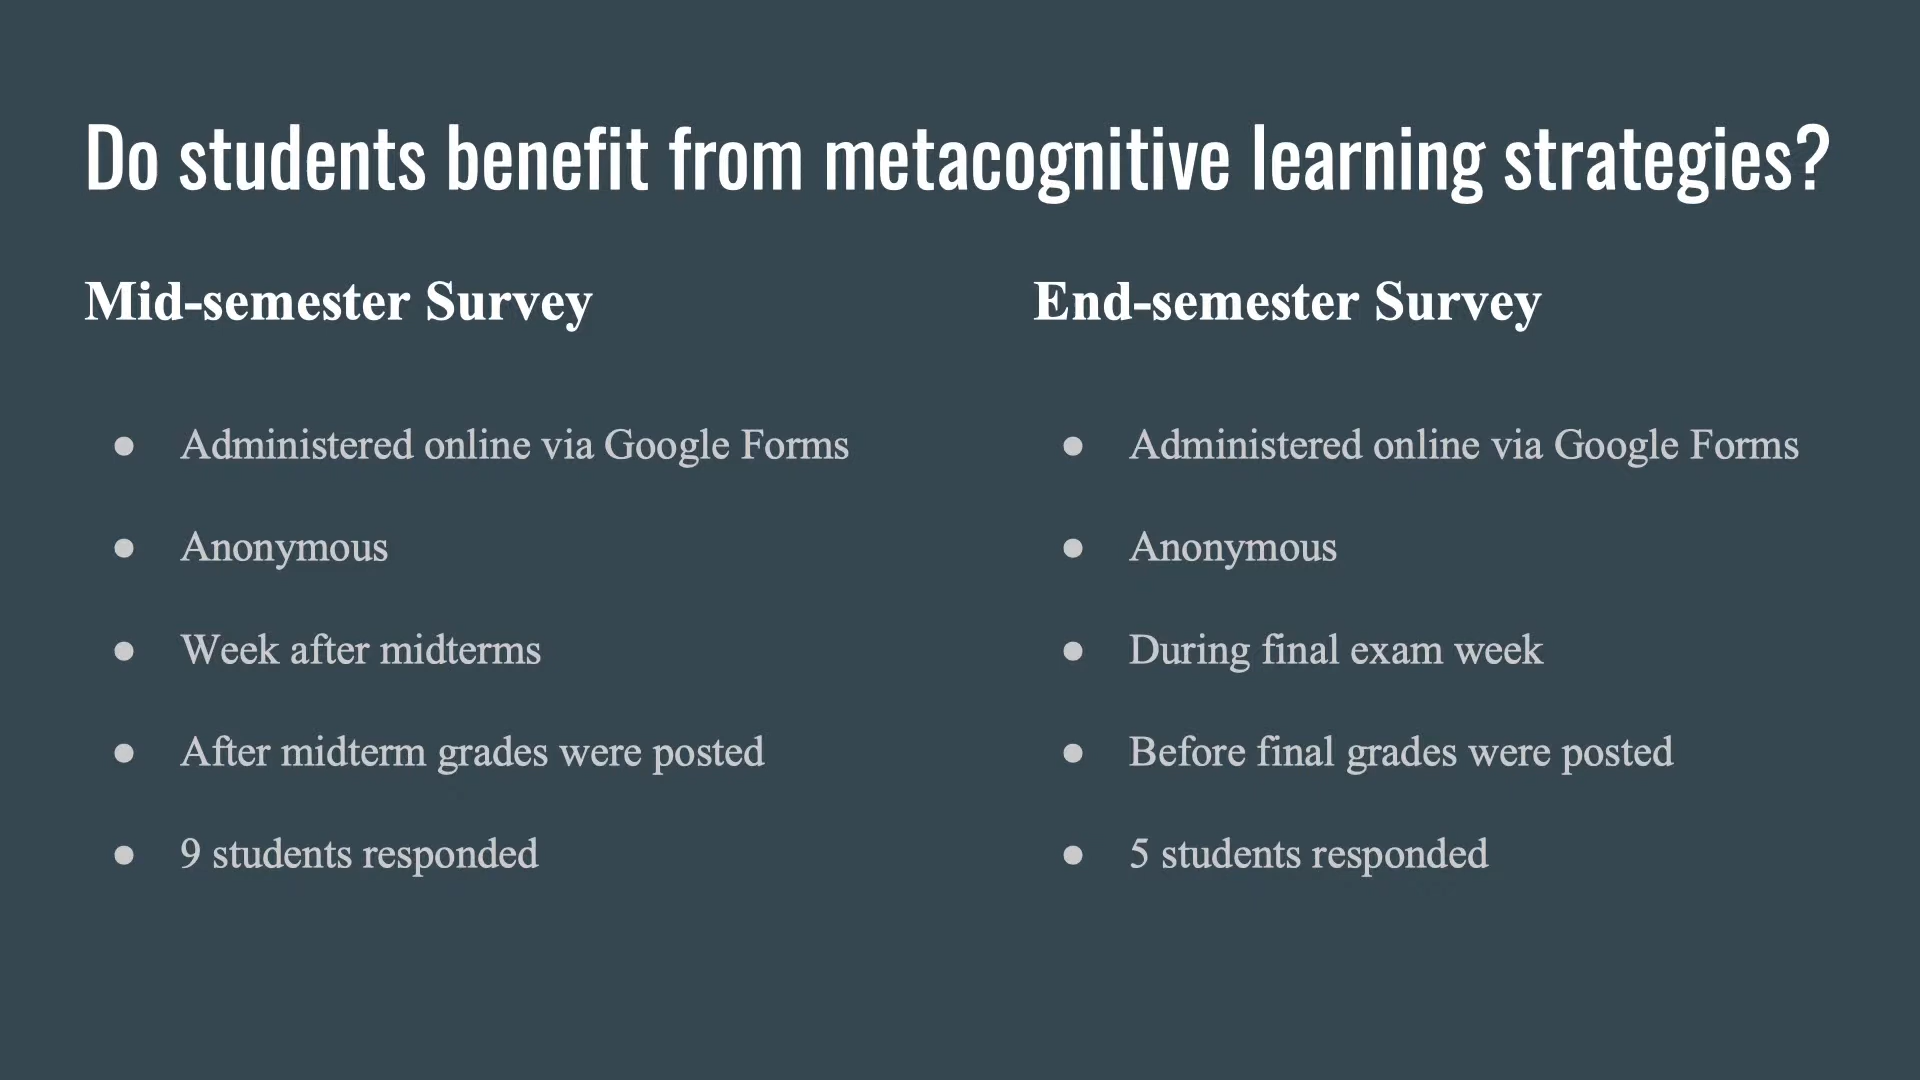 Do students benefit from metacognitive learning strategies?
Mid-semester Survey
● Administered online via Google Forms
● Anonymous
● Week after midterms
● After midterm grades were posted
● 9 students responded
End-semester Survey
● Administered online via Google Forms
● Anonymous
● During final exam week
● Before final grades were posted
● 5 students responded